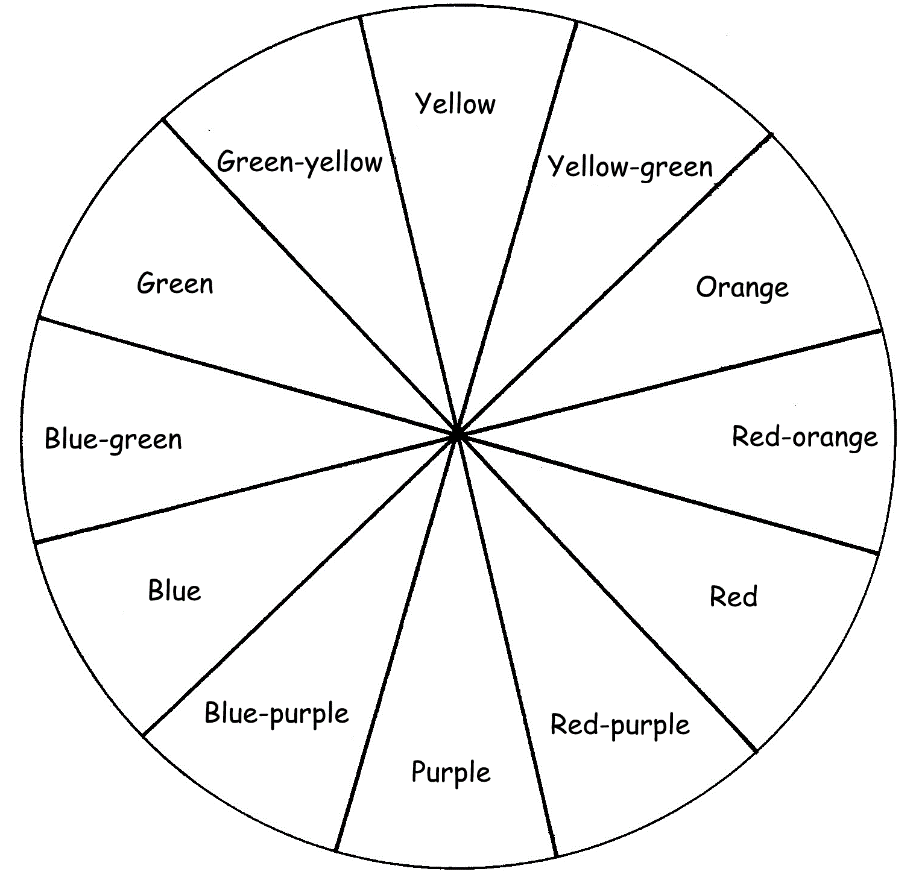 Yellow
Green-yellow
Yellow-green
Green
Orange
Blue-green
Red-orange
Blue
Red
Blue-purple
Red-purple
Purple